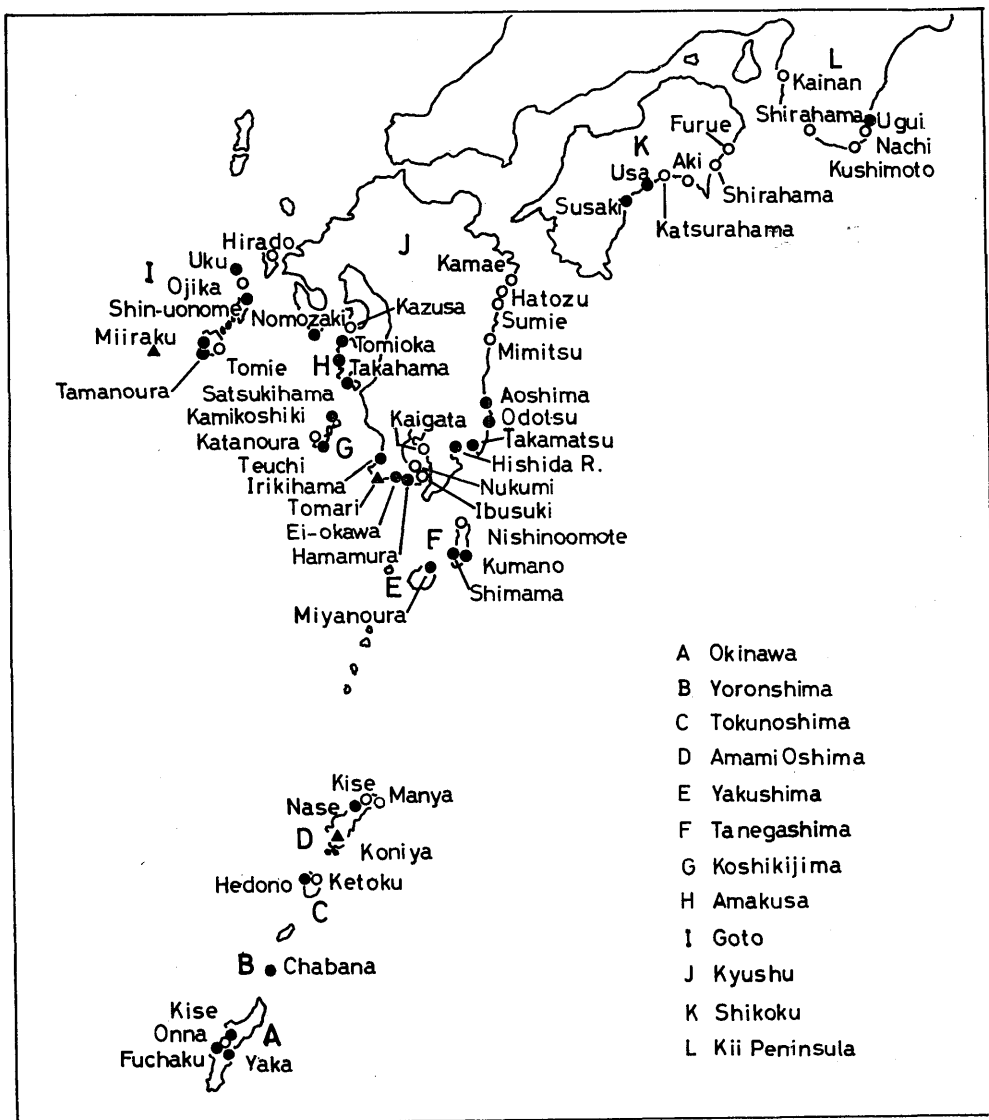 L
Kainan
Shirahama
Ugui
Nachi
Kushimoto
Furue
K
Aki
Usa
Shirahama
Susaki
Katsurahama
J
Hirado
Uku
I
Ojika
Shin-uonome
Miiraku
Tomie
Tamanoura
Kamae
Hatozu
Sumie
Mimitsu
Nomozaki
Kazusa
Tomioka
H
Takahama
Satsukihama
Kamikoshiki
Katanoura
G
Teuchi
Irikihama
Tomari
Ei-okawa
Hamamura
Kaigata
Aoshima
Odotsu
Takamatsu
Hishida R.
Nukumi
Ibusuki
F
Nishinoomote
Kumano
Shimama
E
Miyanoura
Kise
Nase
Manya
D
Koniya
Hedono
Ketoku
C
B
Chabana
Kise
Onna
A
Fuchaku
Yaka
A Okinawa
B Yoronshima
C Tokunoshima
D Amami Oshima
E Yakushima
F Tanegashima
G Koshikijima
H Amakusa
I Goto
J Kyushu
K Shikoku
L Kii Peninsula